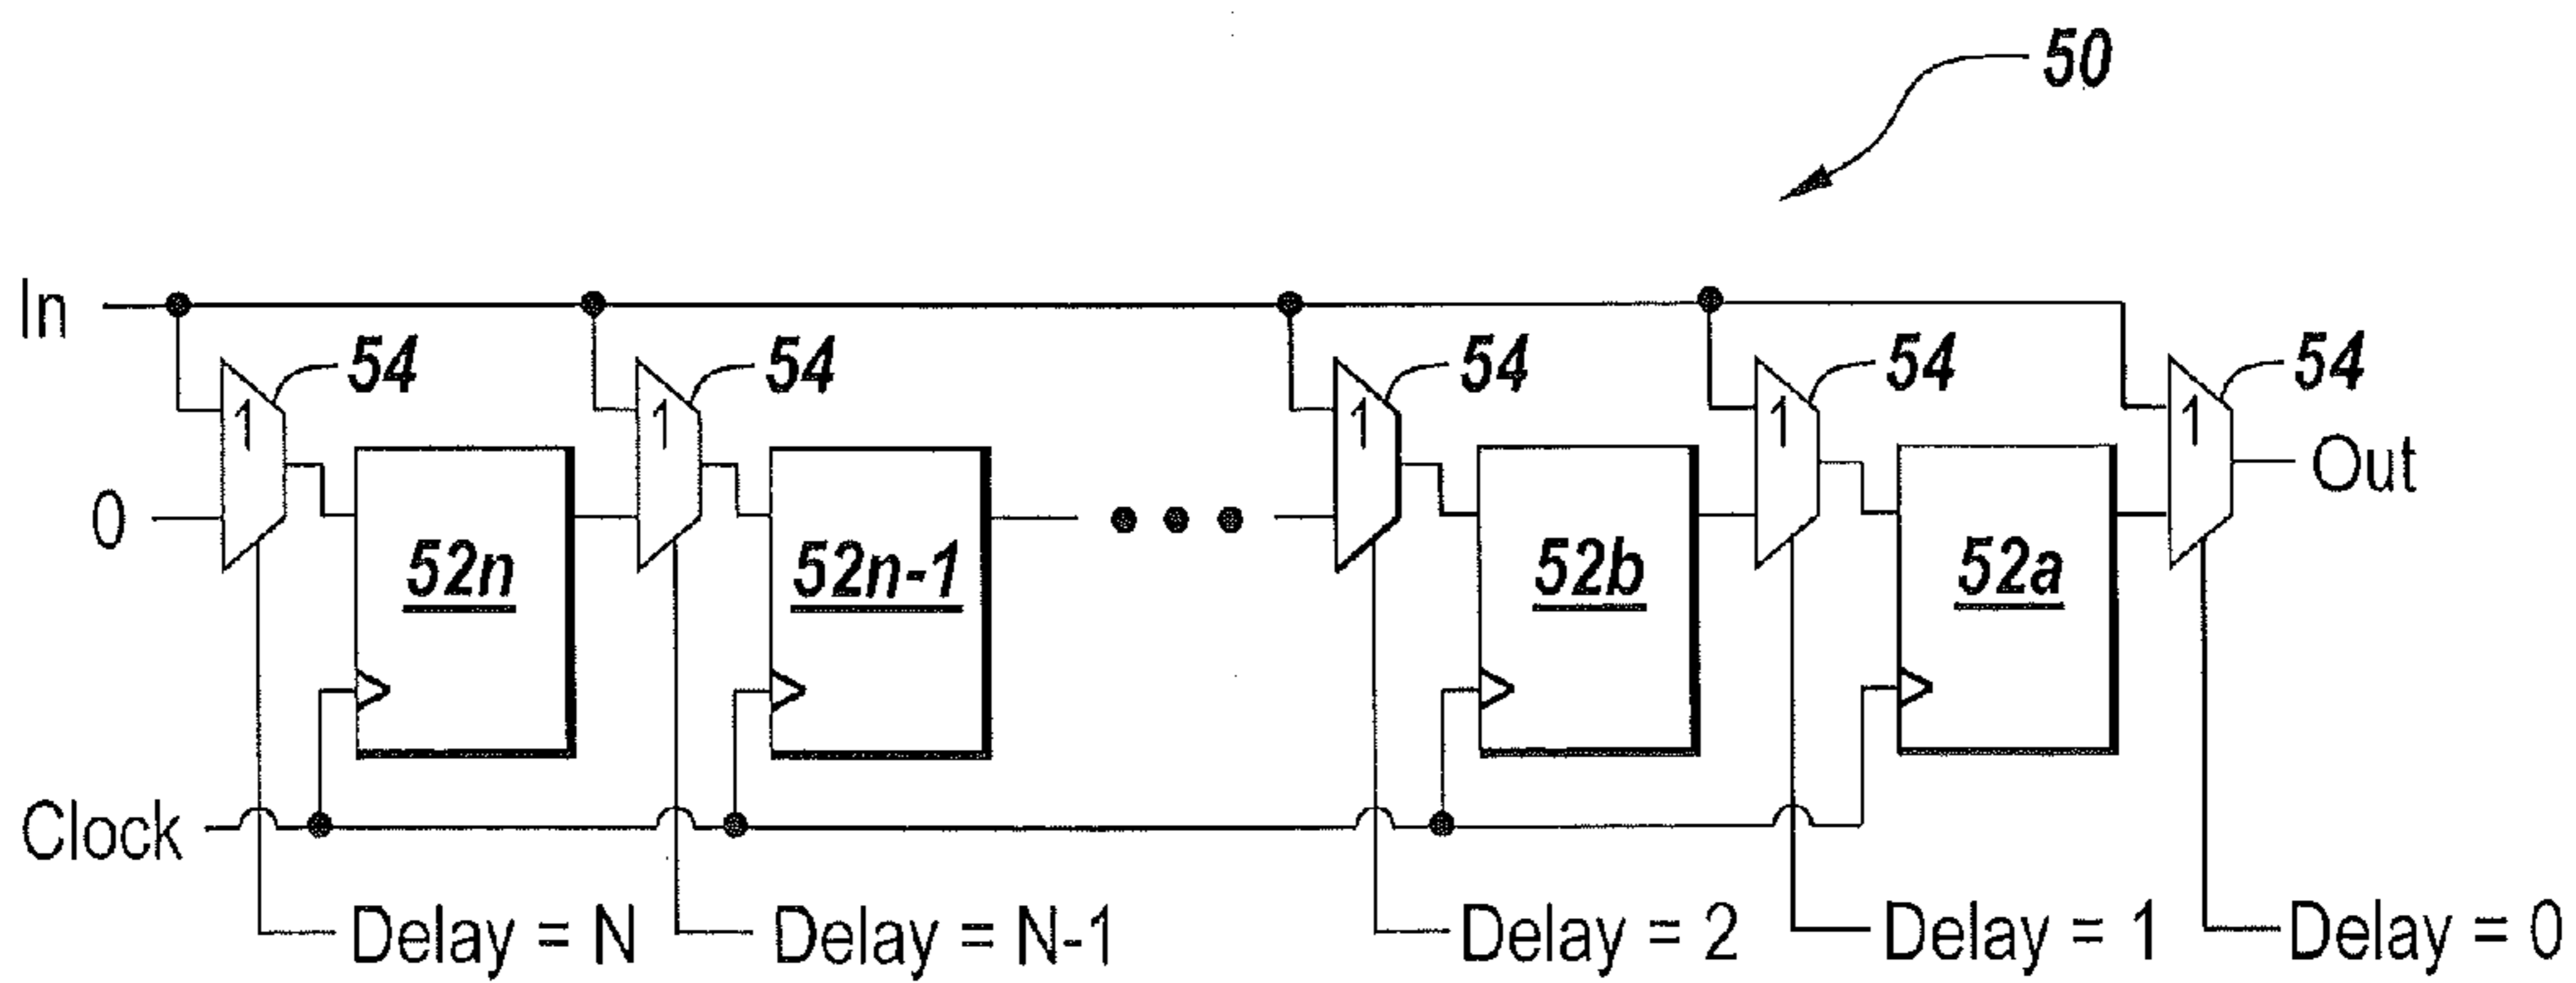 50
In
54 54 54 54 54
1 1 1 1 1
Out
0
52n 52n-1 52b 52a
Clock
Delay = N Delay = N-1 Delay = 2 Delay = 1 Delay = 0